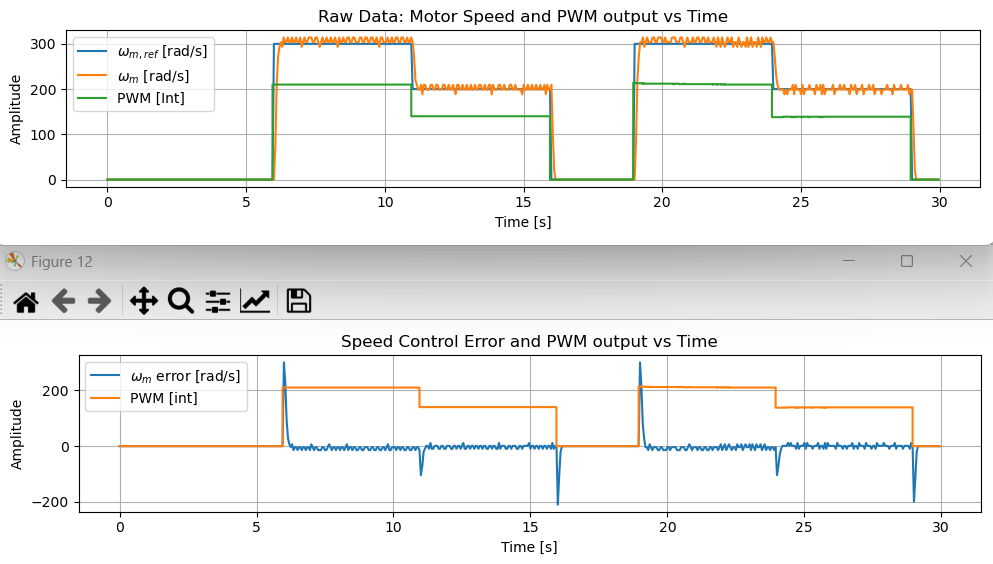 Raw Data: Motor Speed and PWM output vs Time
300
200
100
0
Amplitude
ω_{m,ref} [rad/s]
ω_m [rad/s]
PWM [Int]
0 5 10 15 20 25 30
Time [s]
Figure 12
Speed Control Error and PWM output vs Time
200
0
−200
Amplitude
ω_m error [rad/s]
PWM [int]
0 5 10 15 20 25 30
Time [s]